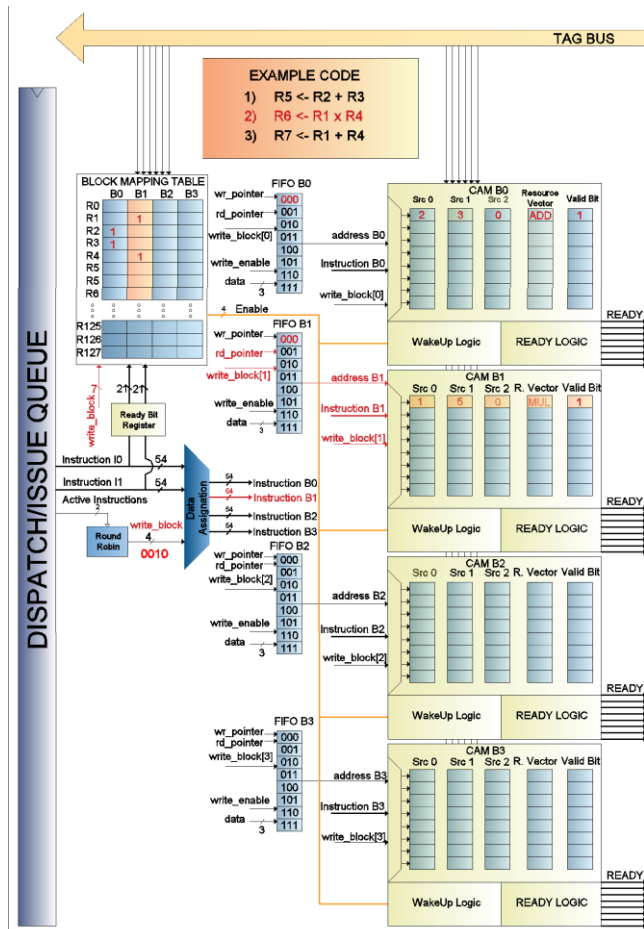 TAG BUS
EXAMPLE CODE
1) R5 <- R2 + R3
2) R6 <- R1 x R4
3) R7 <- R1 + R4
DISPATCH/ISSUE QUEUE
BLOCK MAPPING TABLE
B0 B1 B2 B3
R0
R1 1
R2 1
R3 1
R4 1
R5
R5
R6
R125
R126
R127
write_block 7
21 21
Ready Bit
Register
Instruction I0 54
Instruction I1 54
Active Instructions
2
Round
Robin
write_block
4
0010
Data
Assignation
54
Instruction B0
54
Instruction B1
54
Instruction B2
54
Instruction B3
4 Enable
FIFO B0
wr_pointer
rd_pointer
write_block[0]
write_enable
data
3
000
001
010
011
100
101
110
111
address B0
Instruction B0
write_block[0]
CAM B0
Src 0 Src 1 Src 2 Resource
Vector Valid Bit
2 3 0 ADD 1
WakeUp Logic READY LOGIC
READY
FIFO B1
wr_pointer
rd_pointer
write_block[1]
write_enable
data
3
000
001
010
011
100
101
110
111
address B1
Instruction B1
write_block[1]
CAM B1
Src 0 Src 1 Src 2 R. Vector Valid Bit
1 5 0 MUL 1
WakeUp Logic READY LOGIC
READY
FIFO B2
wr_pointer
rd_pointer
write_block[2]
write_enable
data
3
000
001
010
011
100
101
110
111
address B2
Instruction B2
write_block[2]
CAM B2
Src 0 Src 1 Src 2 R. Vector Valid Bit
WakeUp Logic READY LOGIC
READY
FIFO B3
wr_pointer
rd_pointer
write_block[3]
write_enable
data
3
000
001
010
011
100
101
110
111
address B3
Instruction B3
write_block[3]
CAM B3
Src 0 Src 1 Src 2 R. Vector Valid Bit
WakeUp Logic READY LOGIC
READY